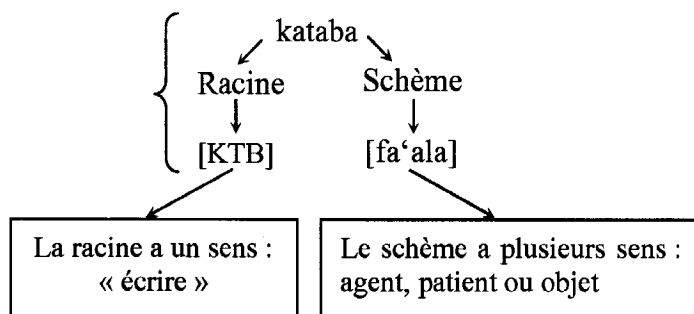 kataba
Racine Schème
[KTB] [fa‘ala]
La racine a un sens :
« écrire »
Le schème a plusieurs sens :
agent, patient ou objet